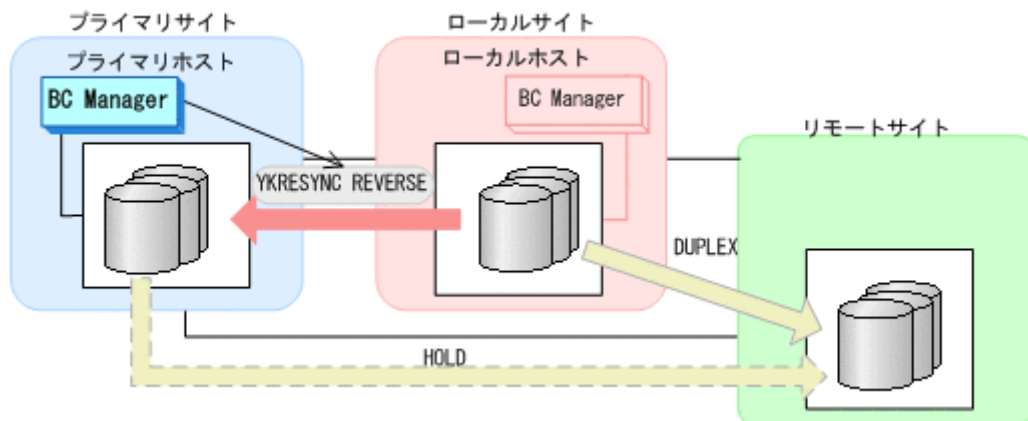 プライマリサイト
ローカルサイト
プライマリホスト
ローカルホスト
BC Manager
BC Manager
リモートサイト
YKRESYNC REVERSE
DUPLEX
HOLD